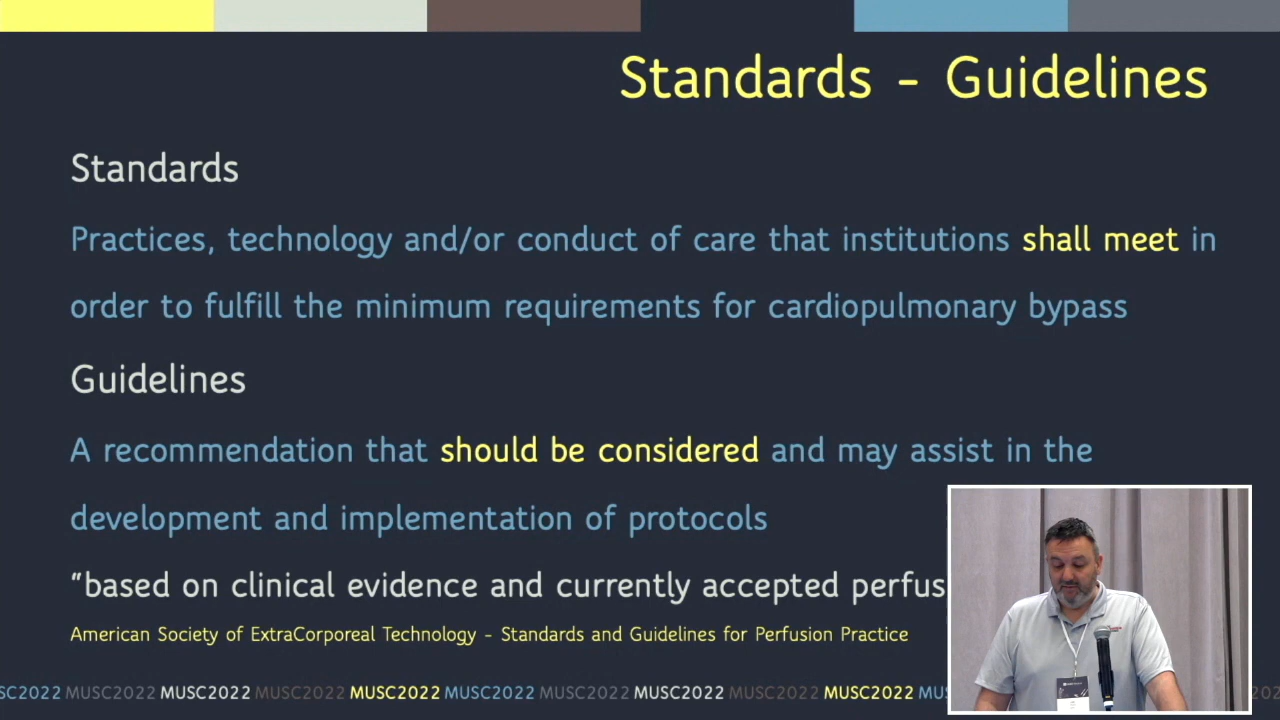 Standards - Guidelines
Standards
Practices, technology and/or conduct of care that institutions shall meet in
order to fulfill the minimum requirements for cardiopulmonary bypass
Guidelines
A recommendation that should be considered and may assist in the
development and implementation of protocols
"based on clinical evidence and currently accepted
American Society of ExtraCorporeal Technology - Standards and Guidelines for Perfusion Practice
MUSC2022 MUSC2022 MUSC2022 MUSC2022 MUSC2022 MUSC2022 MUSC2022 MUSC2022 MUSC2022